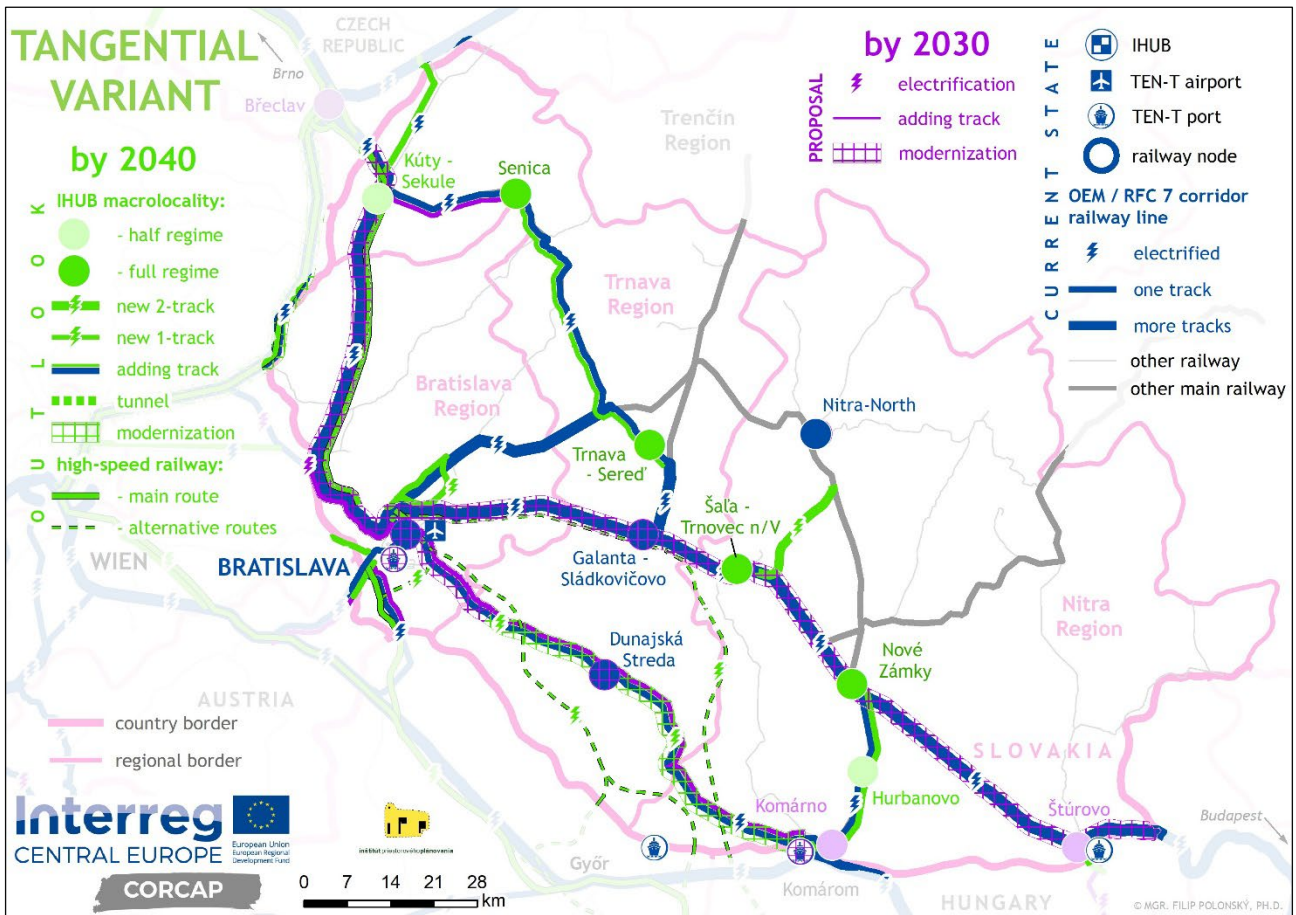 TANGENTIAL
VARIANT
by 2040
OUTLOOK
IHUB macrolocality:
- half regime
- full regime
new 2-track
new 1-track
adding track
tunnel
modernization
high-speed railway:
- main route
- alternative routes
by 2030
PROPOSAL
electrification
adding track
modernization
CURRENT STATE
IHUB
TEN-T airport
TEN-T port
railway node
OEM / RFC 7 corridor
railway line
electrified
one track
more tracks
other railway
other main railway
CZECH
REPUBLIC
Brno
Břeclav
Kúty -
Sekule
Senica
Trenčín
Region
Trnava
Region
Bratislava
Region
Nitra-North
Trnava
- Sereď
Šaľa -
Trnovec n/V
WIEN
BRATISLAVA
Galanta -
Sládkovičovo
Nitra
Region
Dunajská
Streda
Nové
Zámky
AUSTRIA
country border
regional border
SLOVAKIA
Komárno
Hurbanovo
Štúrovo
Budapest
Győr
Komárom
HUNGARY
Interreg
CENTRAL EUROPE
European Union
European Regional
Development Fund
CORCAP
inštitút priestorového plánovania
0 7 14 21 28
km
© MGR. FILIP POLONSKÝ, PH.D.